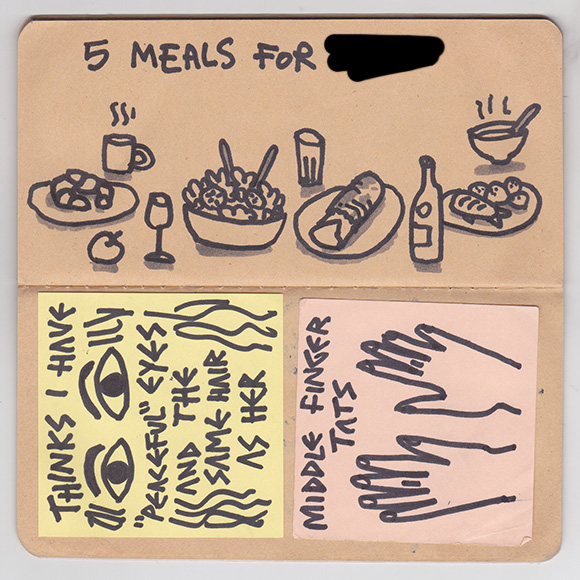 5 MEALS FOR
THINKS I HAVE
"PEACEFUL" EYES
AND THE
SAME HAIR
AS HER
MIDDLE FINGER
TATS